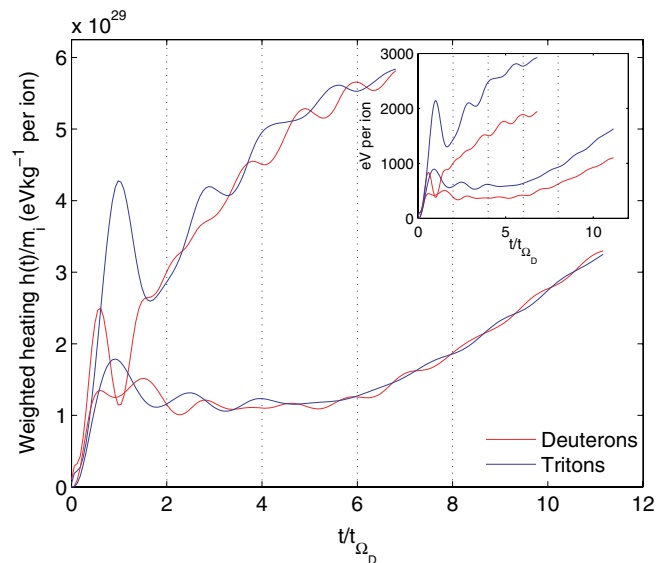 x 10^29
6
5
4
3
2
1
0
0 2 4 6 8 10 12
Weighted heating h(t)/m_i (eVkg^−1 per ion)
t/t_Ω_D
3000
2000
1000
0
0 5 10
eV per ion
t/t_Ω_D
Deuterons
Tritons